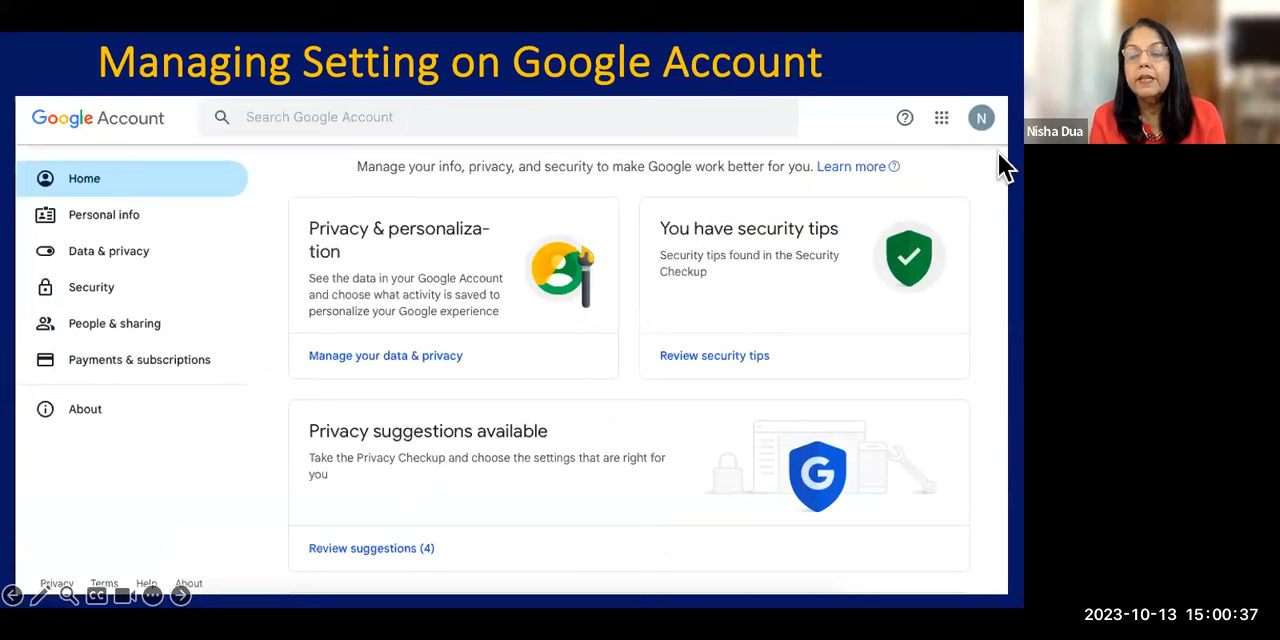 Managing Setting on Google Account
Google Account
Search Google Account
N
Nisha Dua
Manage your info, privacy, and security to make Google work better for you. Learn more
Home
Personal info
Data & privacy
Security
People & sharing
Payments & subscriptions
About
Privacy & personaliza-
tion
See the data in your Google Account
and choose what activity is saved to
personalize your Google experience
Manage your data & privacy
You have security tips
Security tips found in the Security
Checkup
Review security tips
Privacy suggestions available
Take the Privacy Checkup and choose the settings that are right for
you
G
Review suggestions (4)
Privacy Terms Help About
CC
2023-10-13 15:00:37